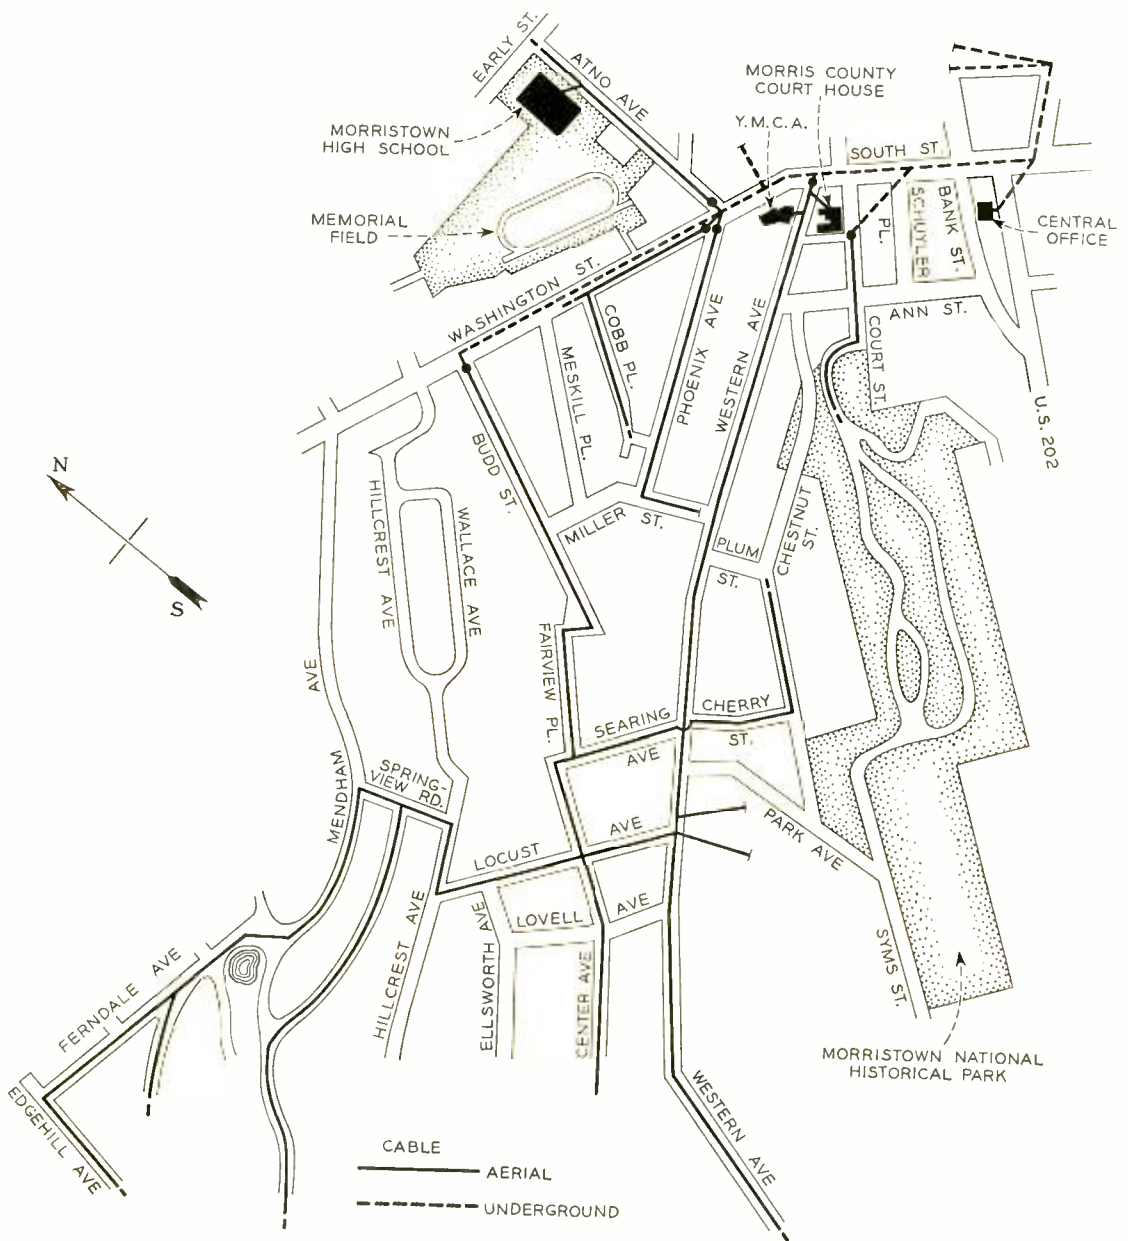 EARLY ST.
ATNO AVE
MORRISTOWN
HIGH SCHOOL
MORRIS COUNTY
COURT HOUSE
Y.M.C.A.
SOUTH ST.
MEMORIAL
FIELD
PL.
SCHUYLER
BANK ST.
CENTRAL
OFFICE
WASHINGTON ST.
COBB PL.
MESKILL PL.
PHOENIX AVE
WESTERN AVE
ANN ST.
COURT ST.
U.S. 202
N
S
BUDD ST.
HILLCREST AVE
WALLACE AVE
MILLER ST.
PLUM
ST.
CHESTNUT
ST.
FAIRVIEW PL.
MENDHAM AVE
SEARING
AVE
CHERRY
ST.
SPRING-
VIEW RD.
PARK AVE
LOCUST AVE
LOVELL AVE
ELLSWORTH AVE
HILLCREST AVE
CENTER AVE
SYMS ST.
FERNDALE AVE
EDGEHILL AVE
WESTERN AVE
MORRISTOWN NATIONAL
HISTORICAL PARK
CABLE
AERIAL
UNDERGROUND